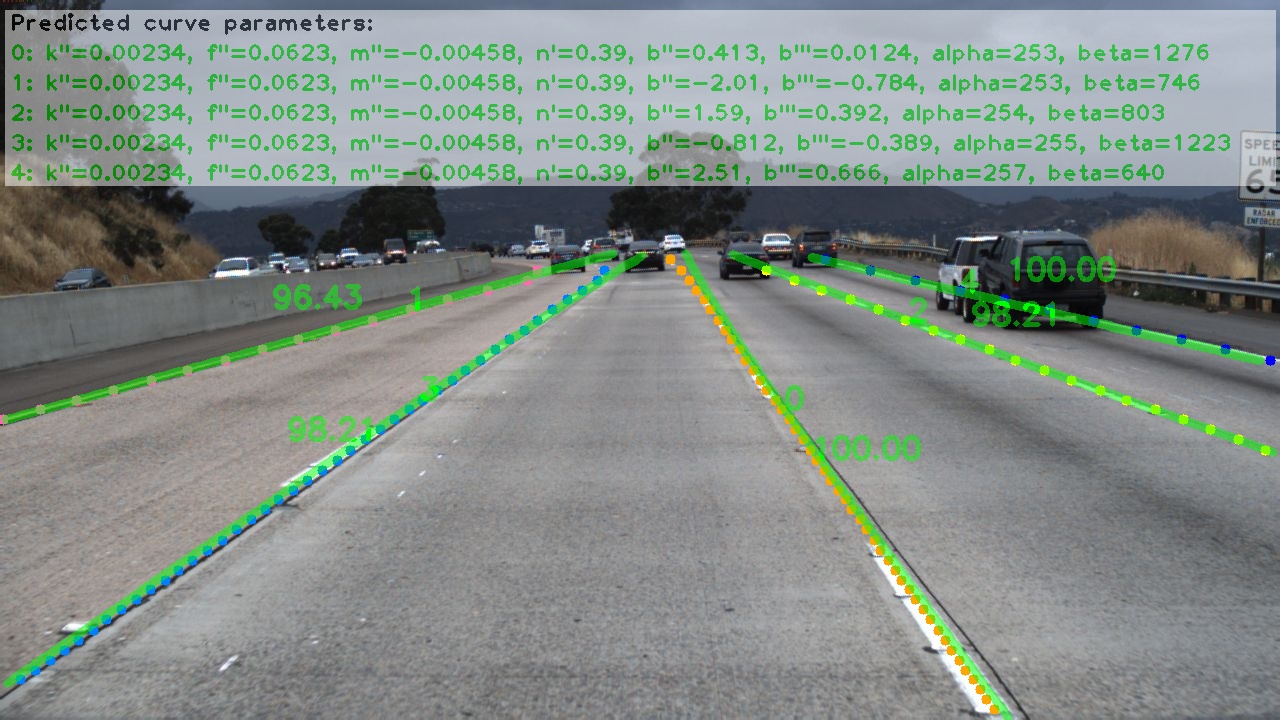 Predicted curve parameters:
0: k''=0.00234, f''=0.0623, m''=-0.00458, n'=0.39, b''=0.413, b'''=0.0124, alpha=253, beta=1276
1: k''=0.00234, f''=0.0623, m''=-0.00458, n'=0.39, b''=-2.01, b'''=-0.784, alpha=253, beta=746
2: k''=0.00234, f''=0.0623, m''=-0.00458, n'=0.39, b''=1.59, b'''=0.392, alpha=254, beta=803
3: k''=0.00234, f''=0.0623, m''=-0.00458, n'=0.39, b''=-0.812, b'''=-0.389, alpha=255, beta=1223
4: k''=0.00234, f''=0.0623, m''=-0.00458, n'=0.39, b''=2.51, b'''=0.666, alpha=257, beta=640
65
RADAR
ENFORCED
4 100.00
96.43 1
2 98.21
3
0
98.21
100.00